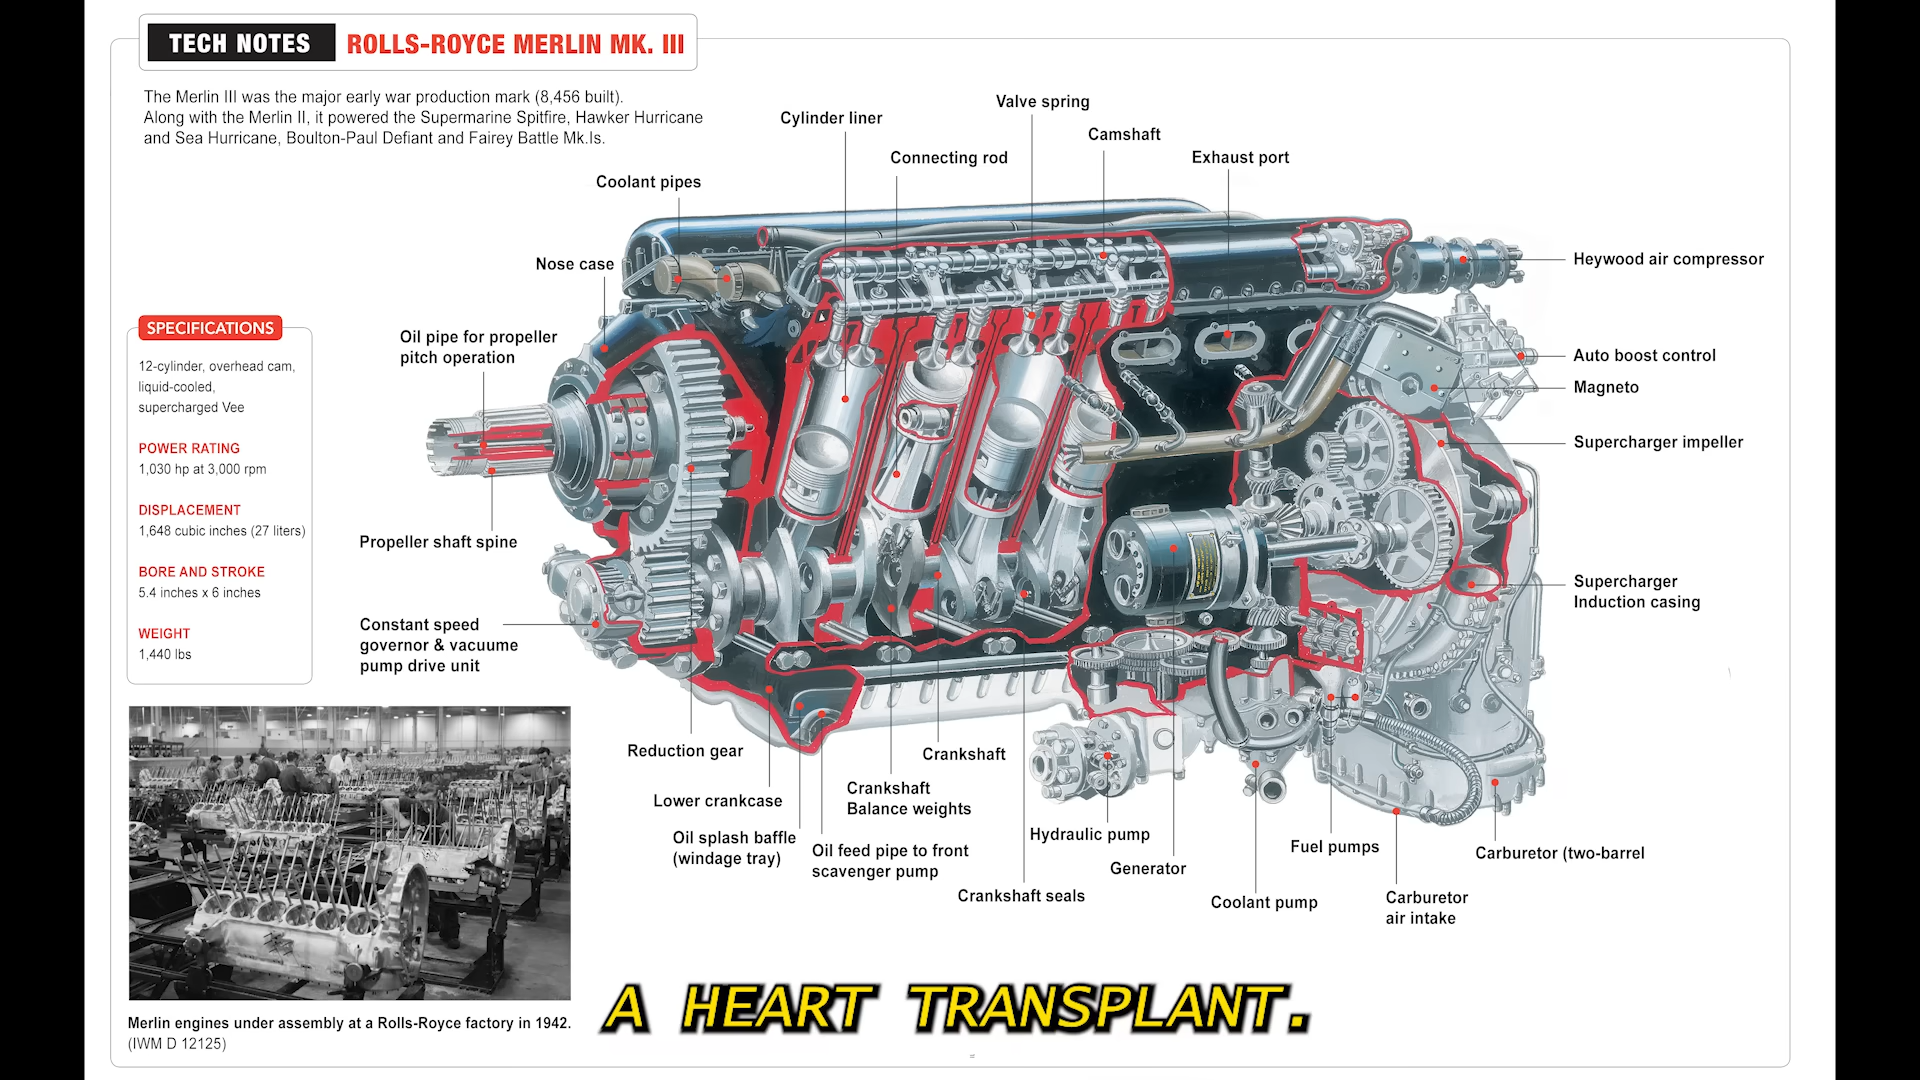 TECH NOTES ROLLS-ROYCE MERLIN MK. III
The Merlin III was the major early war production mark (8,456 built).
Along with the Merlin II, it powered the Supermarine Spitfire, Hawker Hurricane
and Sea Hurricane, Boulton-Paul Defiant and Fairey Battle Mk.Is.
Valve spring
Cylinder liner
Camshaft
Connecting rod
Exhaust port
Coolant pipes
Nose case
Heywood air compressor
Oil pipe for propeller
pitch operation
Auto boost control
Magneto
Supercharger impeller
Propeller shaft spine
Supercharger
Induction casing
Constant speed
governor & vacuume
pump drive unit
SPECIFICATIONS
12-cylinder, overhead cam,
liquid-cooled,
supercharged Vee
POWER RATING
1,030 hp at 3,000 rpm
DISPLACEMENT
1,648 cubic inches (27 liters)
BORE AND STROKE
5.4 inches x 6 inches
WEIGHT
1,440 lbs
Reduction gear
Crankshaft
Lower crankcase
Crankshaft
Balance weights
Oil splash baffle
(windage tray)
Oil feed pipe to front
scavenger pump
Hydraulic pump
Generator
Crankshaft seals
Fuel pumps
Carburetor (two-barrel
Coolant pump
Carburetor
air intake
Merlin engines under assembly at a Rolls-Royce factory in 1942.
(IWM D 12125)
A HEART TRANSPLANT.